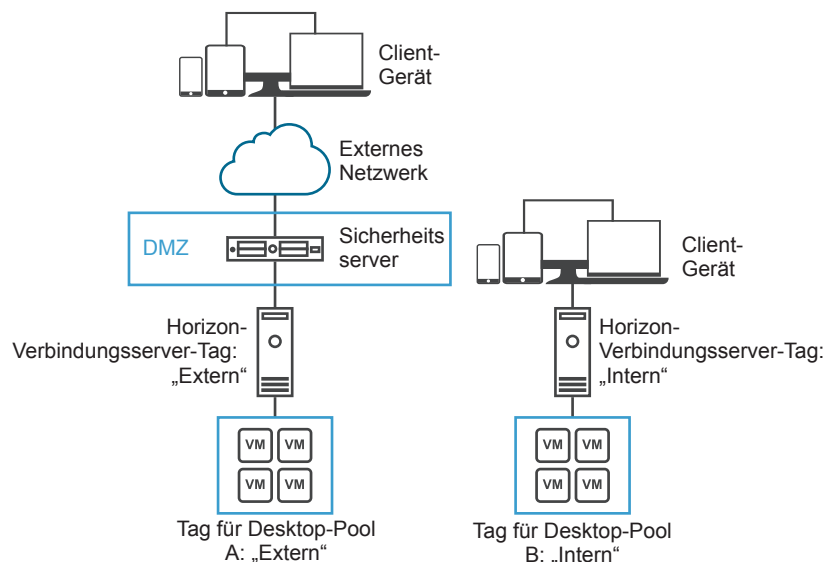 Client-
Gerät
Externes
Netzwerk
DMZ
Sicherheits
server
Client-
Gerät
Horizon-
Verbindungsserver-Tag:
„Extern“
Horizon-
Verbindungsserver-Tag:
„Intern“
VM VM
VM VM
VM VM
VM VM
Tag für Desktop-Pool
A: „Extern“
Tag für Desktop-Pool
B: „Intern“